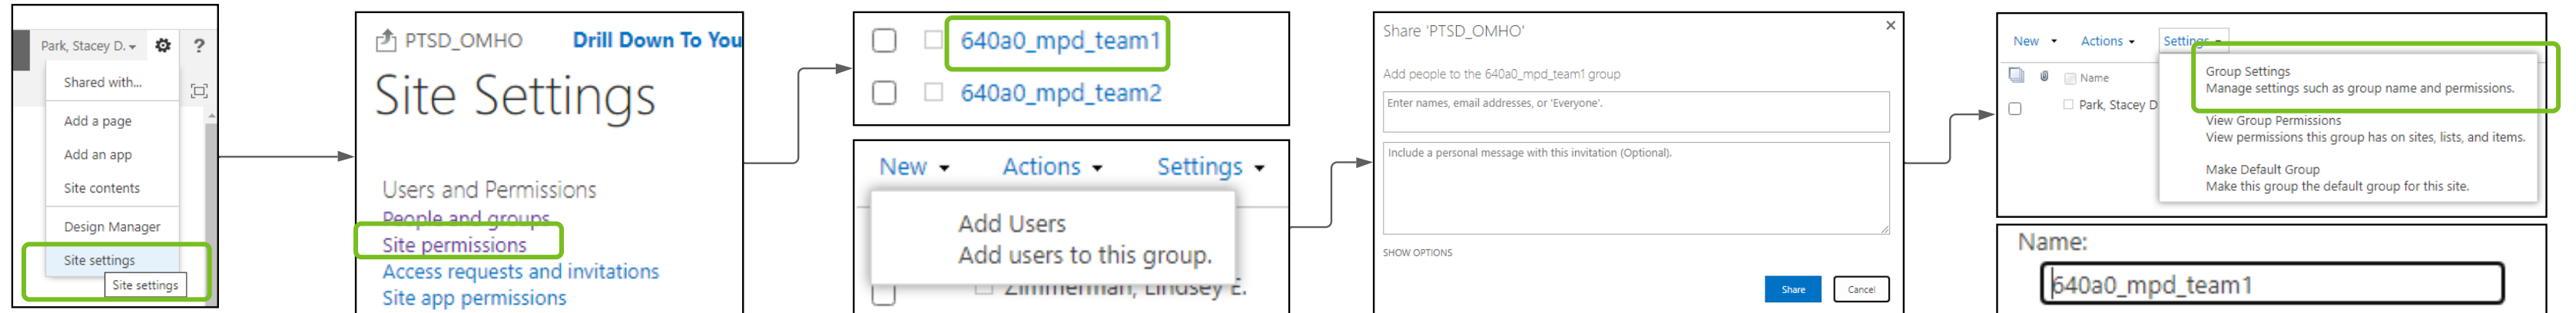 Park, Stacey D.
?
Shared with...
Add a page
Add an app
Site contents
Design Manager
Site settings
Site settings
PTSD_OMHO
Drill Down To You
Site Settings
Users and Permissions
People and groups
Site permissions
Access requests and invitations
Site app permissions
640a0_mpd_team1
640a0_mpd_team2
New Actions Settings
Add Users
Add users to this group.
Zimmerman, Lindsey E.
Share 'PTSD_OMHO'
Add people to the 640a0_mpd_team1 group
Enter names, email addresses, or 'Everyone'.
Include a personal message with this invitation (Optional).
SHOW OPTIONS
Share Cancel
New Actions Settings
Name
Park, Stacey D
Group Settings
Manage settings such as group name and permissions.
View Group Permissions
View permissions this group has on sites, lists, and items.
Make Default Group
Make this group the default group for this site.
Name:
640a0_mpd_team1